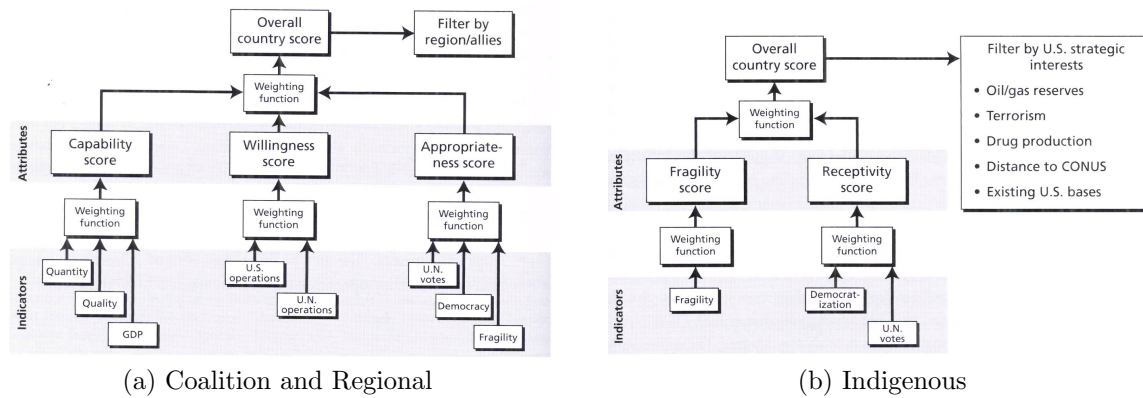 Overall
country score
Filter by
region/allies
Weighting
function
Attributes
Capability
score
Willingness
score
Appropriate-
ness score
Weighting
function
Weighting
function
Weighting
function
Indicators
Quantity
Quality
GDP
U.S.
operations
U.N.
operations
U.N.
votes
Democracy
Fragility
(a) Coalition and Regional
Overall
country score
Filter by U.S. strategic
interests
• Oil/gas reserves
• Terrorism
• Drug production
• Distance to CONUS
• Existing U.S. bases
Weighting
function
Attributes
Fragility
score
Receptivity
score
Weighting
function
Weighting
function
Indicators
Fragility
Democrat-
ization
U.N.
votes
(b) Indigenous